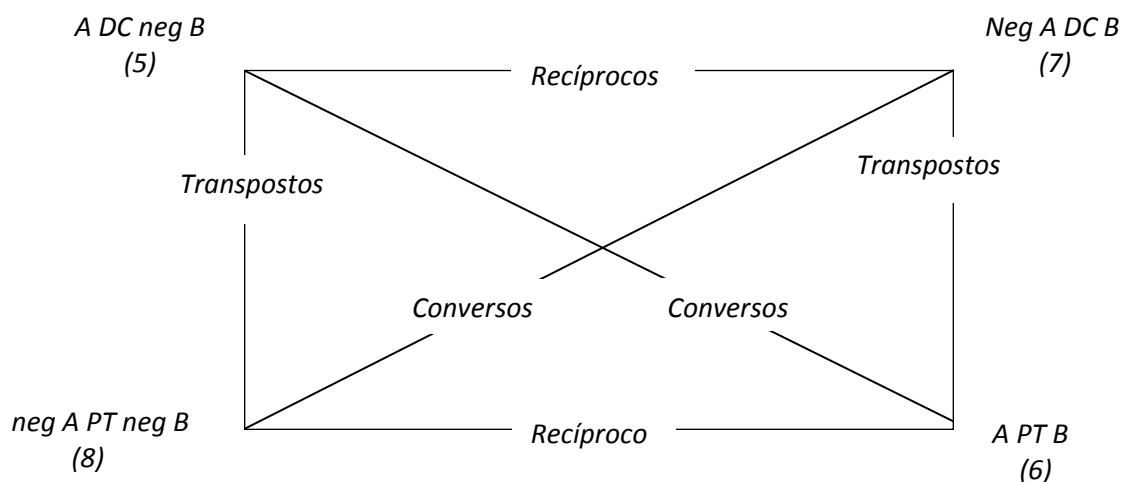 A DC neg B
(5)
Neg A DC B
(7)
Recíprocos
Transpostos
Transpostos
Conversos
Conversos
neg A PT neg B
(8)
Recíproco
A PT B
(6)